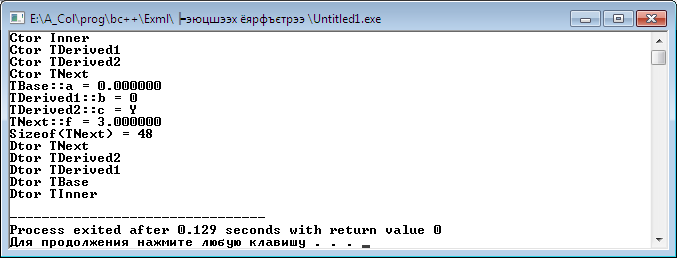 E:\A_Col\prog\bc++\Exml\ ├эюцшээх ёярфъєтрээ \Untitled1.exe
Ctor Inner
Ctor TDerived1
Ctor TDerived2
Ctor TNext
TBase::a = 0.000000
TDerived1::b = 0
TDerived2::c = Y
TNext::f = 3.000000
Sizeof(TNext) = 48
Dtor TNext
Dtor TDerived2
Dtor TDerived1
Dtor TBase
Dtor TInner
--------------------------------
Process exited after 0.129 seconds with return value 0
Для продолжения нажмите любую клавишу . . .